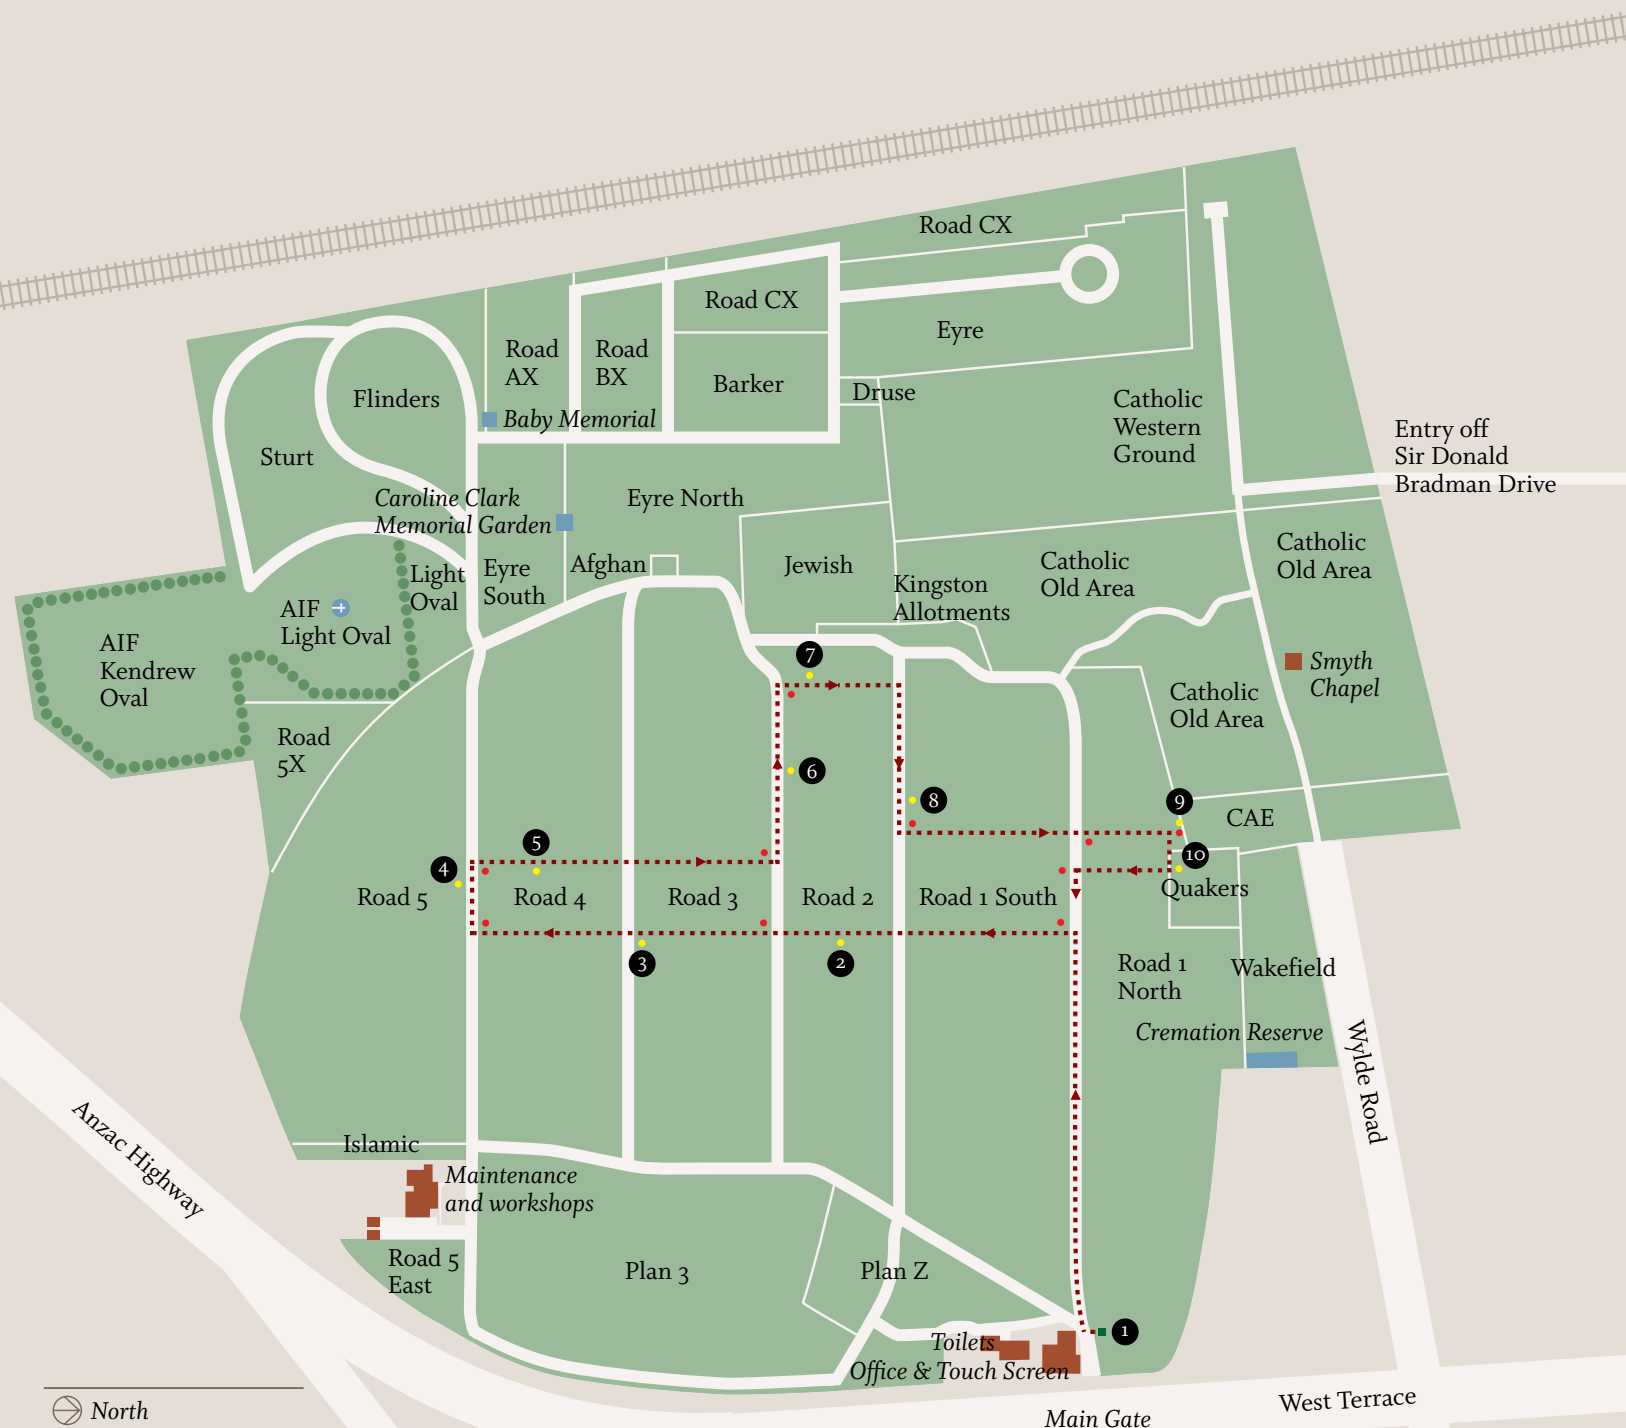 Road CX
Road CX
Eyre
Road
AX
Road
BX
Barker
Druse
Flinders
Baby Memorial
Catholic
Western
Ground
Entry off
Sir Donald
Bradman Drive
Sturt
Caroline Clark
Memorial Garden
Eyre North
Afghan
Jewish
Kingston
Allotments
Catholic
Old Area
Catholic
Old Area
Light
Oval
Eyre
South
AIF
Light Oval
AIF
Kendrew
Oval
Smyth
Chapel
Catholic
Old Area
Road
5X
7
6
8
9
CAE
5
4
10
Road 5
Road 4
Road 3
Road 2
Road 1 South
Quakers
3
2
Road 1
North
Wakefield
Cremation Reserve
Wylde Road
Anzac Highway
Islamic
Maintenance
and workshops
Road 5
East
Plan 3
Plan Z
1
Toilets
Office & Touch Screen
West Terrace
Main Gate
North